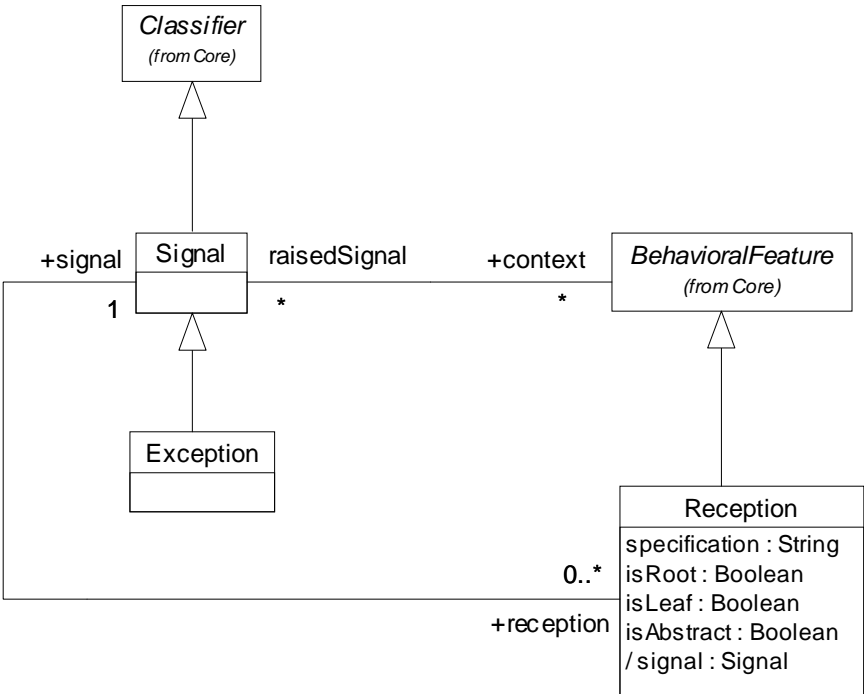 Classifier
(from Core)
+signal
Signal
raisedSignal
+context
BehavioralFeature
(from Core)
1
*
*
Exception
Reception
specification : String
0..*
isRoot : Boolean
isLeaf : Boolean
+reception
isAbstract : Boolean
/ signal : Signal